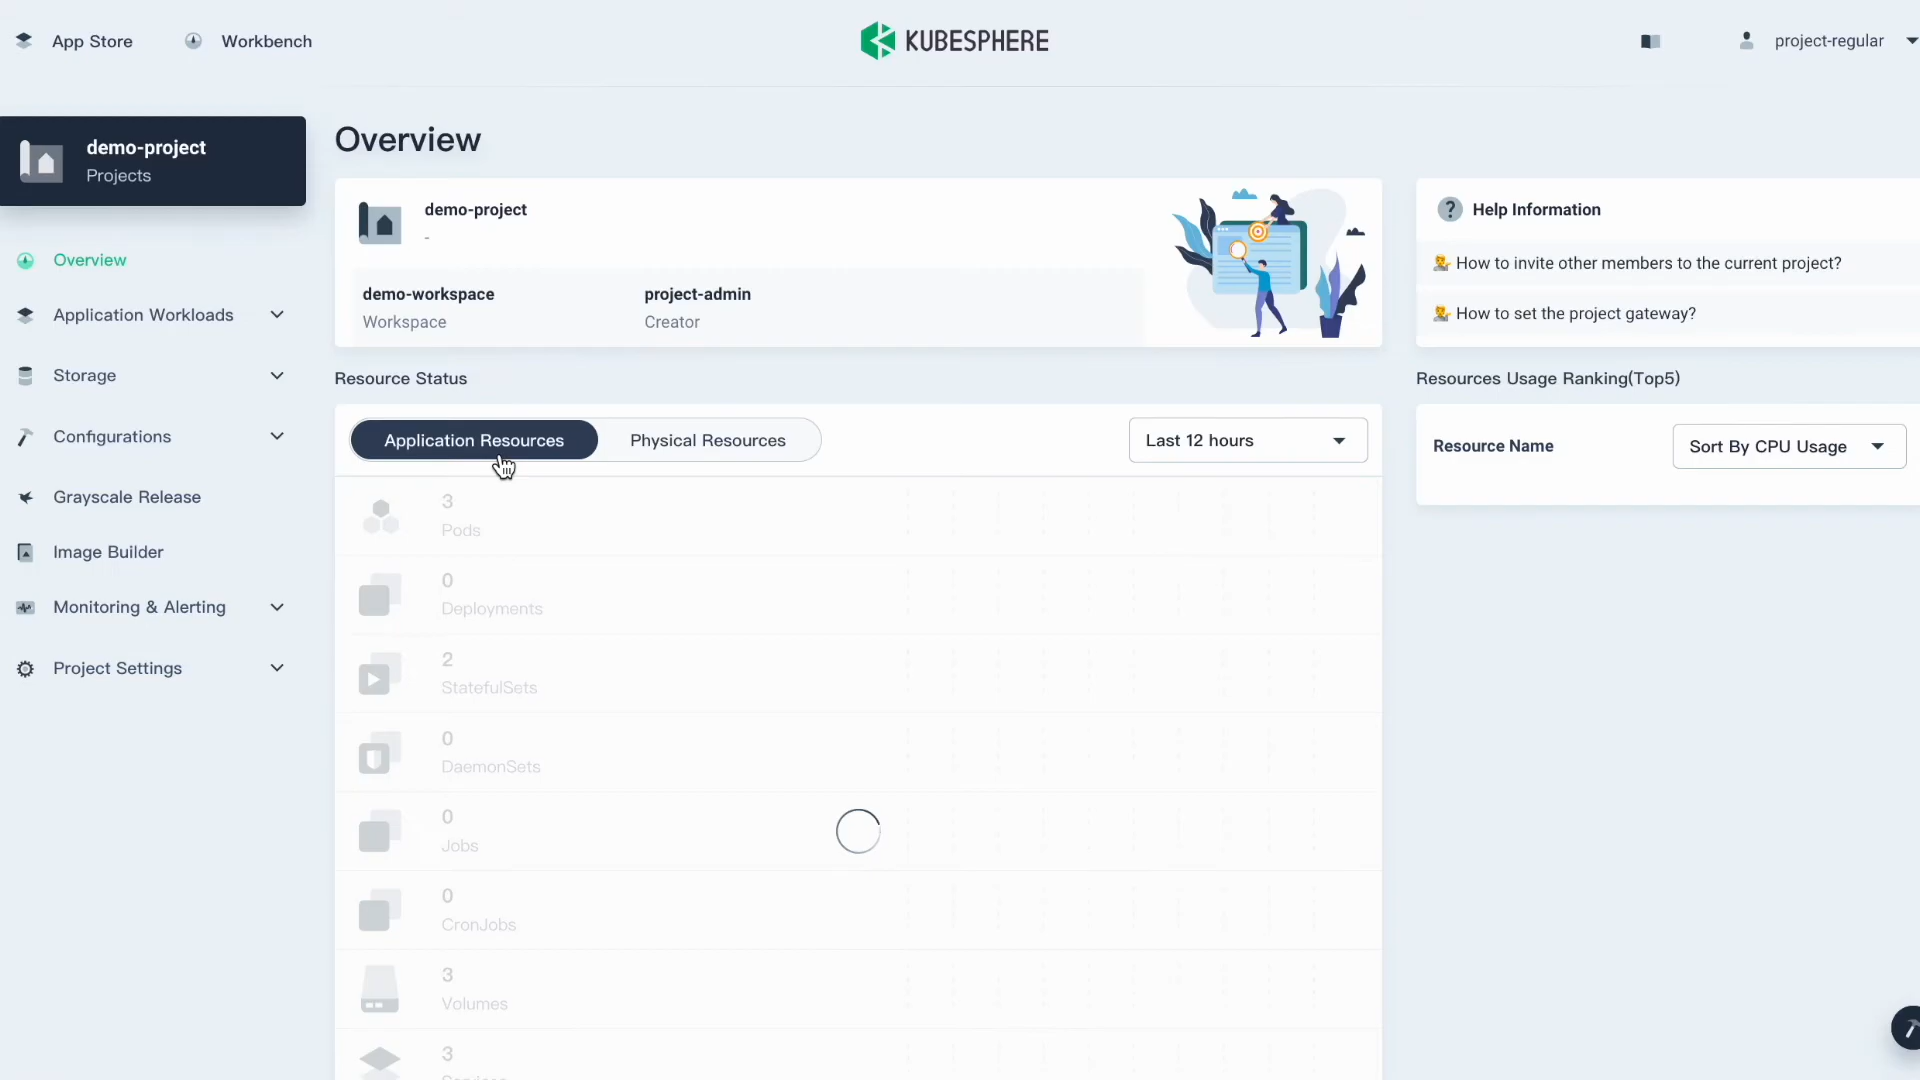 App Store
Workbench
KUBESPHERE
project-regular
demo-project
Projects
Overview
Application Workloads
Storage
Configurations
Grayscale Release
Image Builder
Monitoring & Alerting
Project Settings
Overview
demo-project
-
demo-workspace
Workspace
project-admin
Creator
Help Information
How to invite other members to the current project?
How to set the project gateway?
Resource Status
Application Resources
Physical Resources
Last 12 hours
3
Pods
0
Deployments
2
StatefulSets
0
DaemonSets
0
Jobs
0
CronJobs
3
Volumes
3
Resources Usage Ranking(Top5)
Resource Name
Sort By CPU Usage